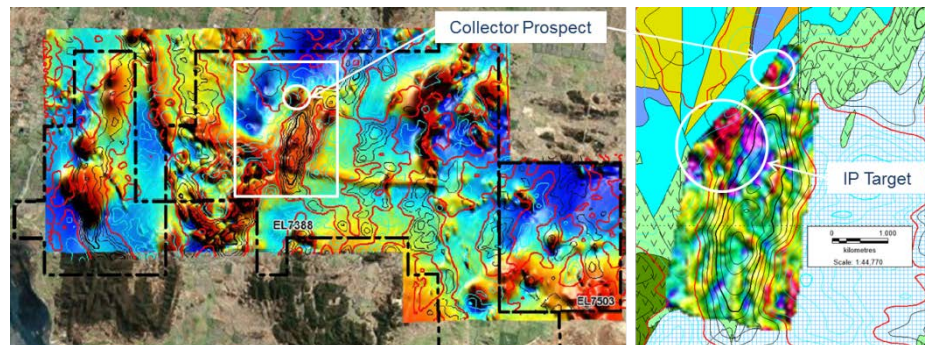 Collector Prospect
IP Target
EL7388
0 1.000
kilometres
Scale: 1:44,770
EL7503